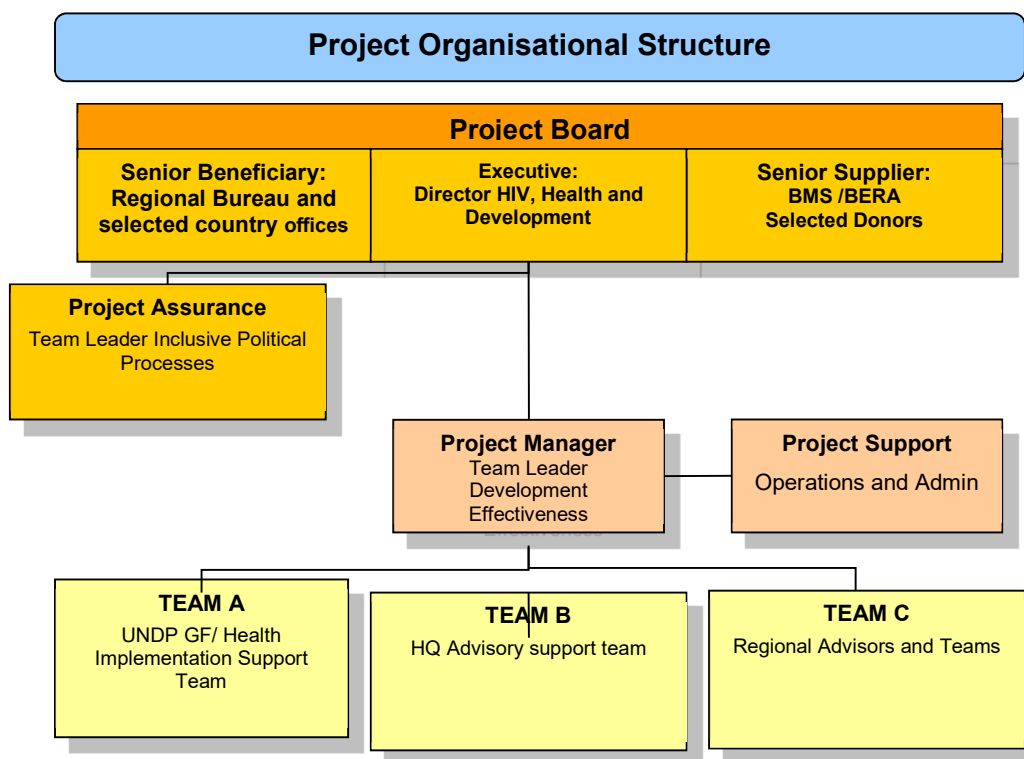 Project Organisational Structure
Project Board
Senior Beneficiary:
Regional Bureau and
selected country offices
Executive:
Director HIV, Health and
Development
Senior Supplier:
BMS /BERA
Selected Donors
Project Assurance
Team Leader Inclusive Political
Processes
Project Manager
Team Leader
Development
Effectiveness
Project Support
Operations and Admin
TEAM A
UNDP GF/ Health
Implementation Support
Team
TEAM B
HQ Advisory support team
TEAM C
Regional Advisors and Teams